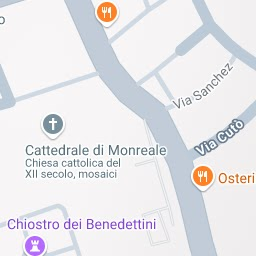 Via Sanchez
Via Cutò
Cattedrale di Monreale
Chiesa cattolica del
XII secolo, mosaici
Osteri
Chiostro dei Benedettini